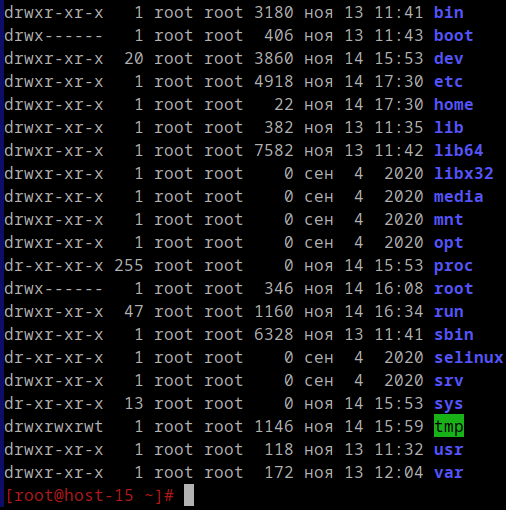 drwxr-xr-x   1 root root 3180 ноя 13 11:41 bin
drwx------   1 root root  406 ноя 13 11:43 boot
drwxr-xr-x  20 root root 3860 ноя 14 15:53 dev
drwxr-xr-x   1 root root 4918 ноя 14 17:30 etc
drwxr-xr-x   1 root root   22 ноя 14 17:30 home
drwxr-xr-x   1 root root  382 ноя 13 11:35 lib
drwxr-xr-x   1 root root 7582 ноя 13 11:42 lib64
drwxr-xr-x   1 root root    0 сен  4  2020 libx32
drwxr-xr-x   1 root root    0 сен  4  2020 media
drwxr-xr-x   1 root root    0 сен  4  2020 mnt
drwxr-xr-x   1 root root    0 сен  4  2020 opt
dr-xr-xr-x 255 root root    0 ноя 14 15:53 proc
drwx------   1 root root  346 ноя 14 16:08 root
drwxr-xr-x  47 root root 1160 ноя 14 16:34 run
drwxr-xr-x   1 root root 6328 ноя 13 11:41 sbin
dr-xr-xr-x   1 root root    0 сен  4  2020 selinux
drwxr-xr-x   1 root root    0 сен  4  2020 srv
dr-xr-xr-x  13 root root    0 ноя 14 15:53 sys
drwxrwxrwt   1 root root 1146 ноя 14 15:59 tmp
drwxr-xr-x   1 root root  118 ноя 13 11:32 usr
drwxr-xr-x   1 root root  172 ноя 13 12:04 var
[root@host-15 ~]#